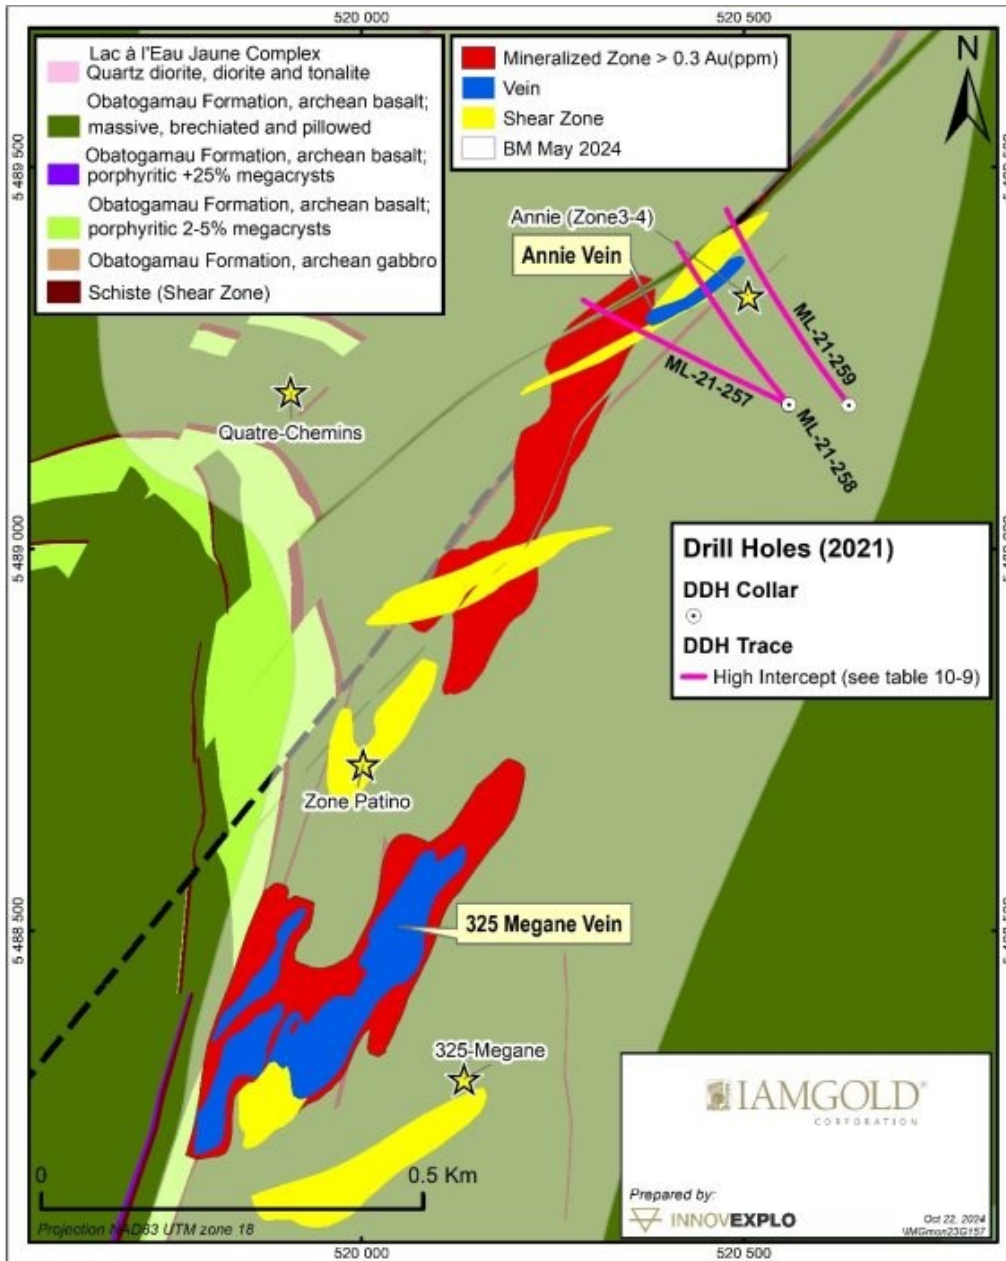 520 000
520 500
Lac à l'Eau Jaune Complex
Quartz diorite, diorite and tonalite
Obatogamau Formation, archean basalt;
massive, brechiated and pillowed
Obatogamau Formation, archean basalt;
porphyritic +25% megacrysts
Obatogamau Formation, archean basalt;
porphyritic 2-5% megacrysts
Obatogamau Formation, archean gabbro
Schiste (Shear Zone)
Mineralized Zone > 0.3 Au(ppm)
Vein
Shear Zone
BM May 2024
N
5 489 500
Annie (Zone3-4)
Annie Vein
ML-21-257
ML-21-259
ML-21-258
Quatre-Chemins
5 489 000
Drill Holes (2021)
DDH Collar
DDH Trace
High Intercept (see table 10-9)
Zone Patino
325 Megane Vein
5 488 500
325-Megane
0
0.5 Km
Projection NAD83 UTM zone 18
IAMGOLD®
CORPORATION
Prepared by:
INNOVEXPLO
Oct 22, 2024
520 000
520 500